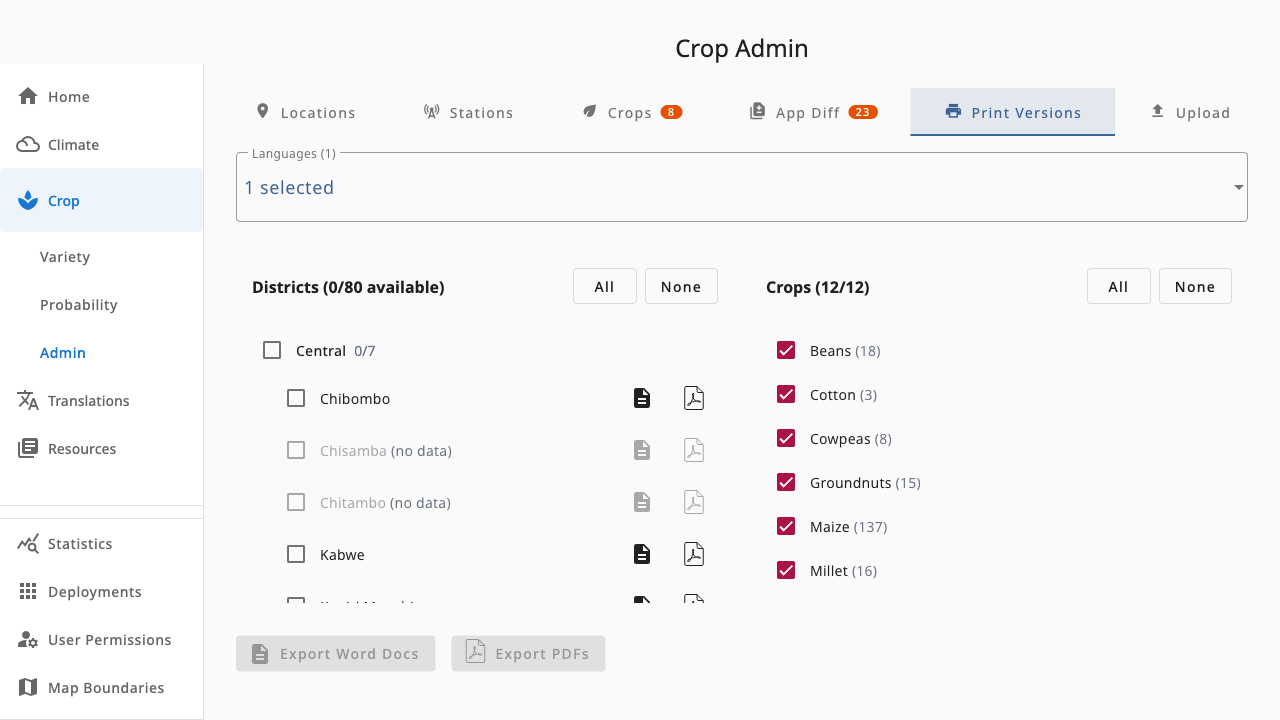 Crop Admin
Home
Climate
Crop
Variety
Probability
Admin
Translations
Resources
Statistics
Deployments
User Permissions
Map Boundaries
Locations
Stations
Crops 8
App Diff 23
Print Versions
Upload
Languages (1)
1 selected
Districts (0/80 available)
All
None
Central 0/7
Chibombo
Chisamba (no data)
Chitambo (no data)
Kabwe
Crops (12/12)
All
None
Beans (18)
Cotton (3)
Cowpeas (8)
Groundnuts (15)
Maize (137)
Millet (16)
Export Word Docs
Export PDFs